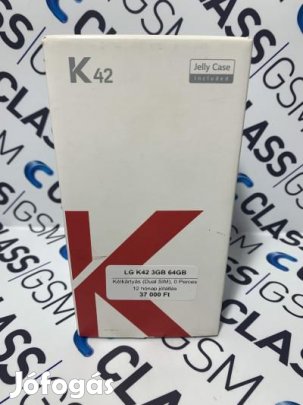 K42
Jelly Case
included
LG K42 3GB 64GB
Kétkártyás (Dual SIM), 0 Perces
12 hónap jótállás
37 000 Ft
CLASS GSM
Jófogás